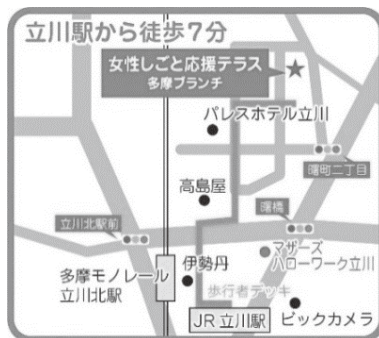 立川駅から徒歩7分
女性しごと応援テラス
多摩ブランチ
パレスホテル立川
曙町二丁目
高島屋
立川北駅前
曙橋
マザーズ
ハローワーク立川
多摩モノレール
立川北駅
伊勢丹
歩行者デッキ
JR 立川駅
ビックカメラ